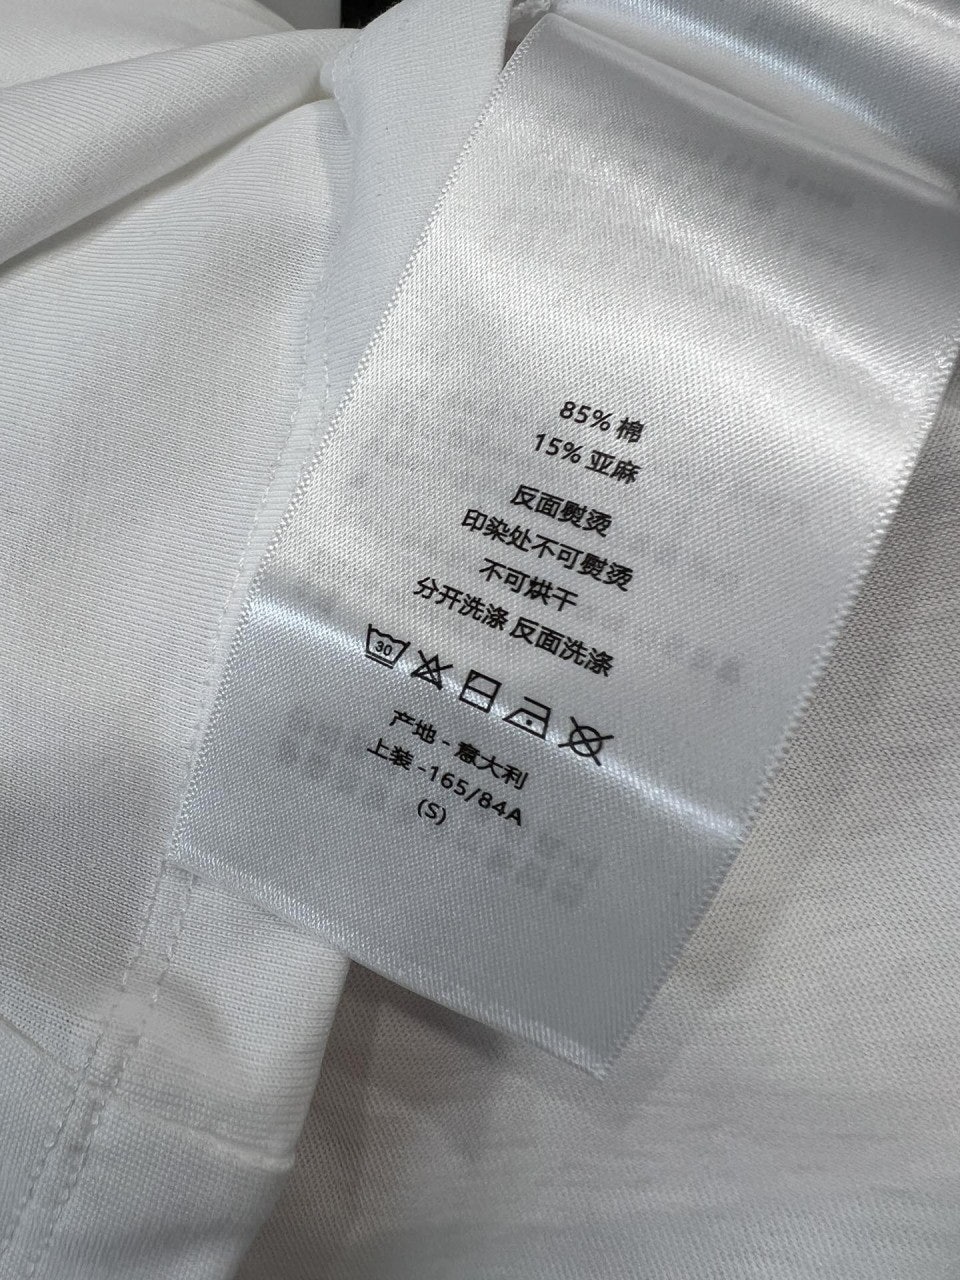 85% 棉
15% 亚麻
反面熨烫
印染处不可熨烫
不可烘干
分开洗涤 反面洗涤
30
产地 - 意大利
上装 -165/84A
(S)